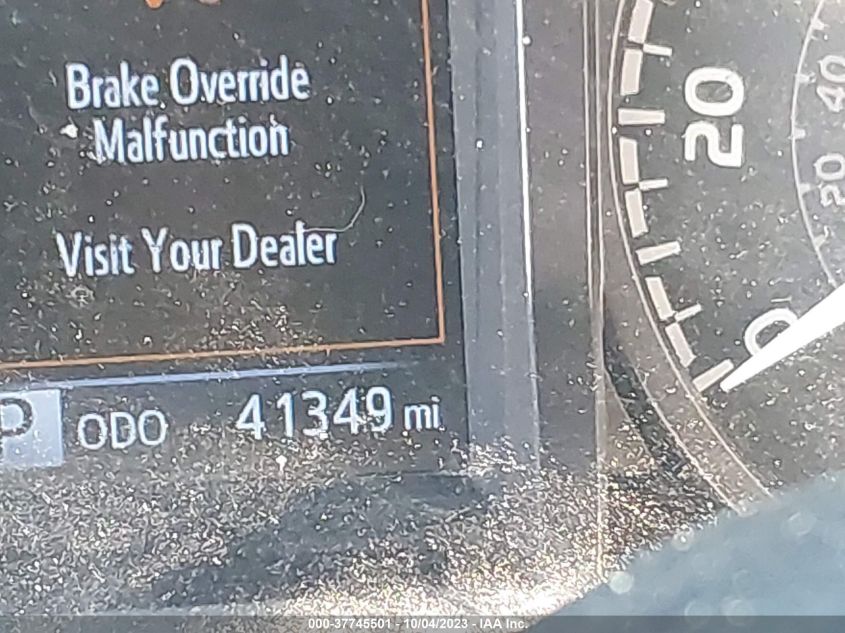 Brake Override
Malfunction
Visit Your Dealer
P ODO 41349 mi
20
0
40
20
000-37745501 - 10/04/2023 - IAA Inc.